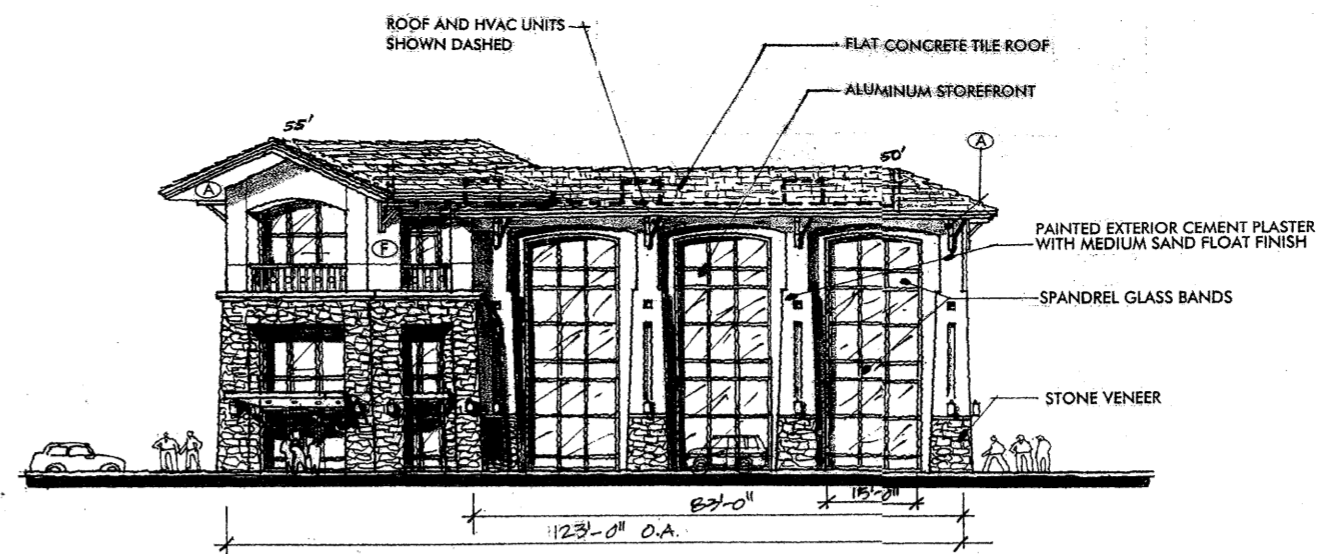 ROOF AND HVAC UNITS
SHOWN DASHED
FLAT CONCRETE TILE ROOF
ALUMINUM STOREFRONT
55'
50'
A
A
F
PAINTED EXTERIOR CEMENT PLASTER
WITH MEDIUM SAND FLOAT FINISH
SPANDREL GLASS BANDS
STONE VENEER
83'-0"
15'-0"
123'-0" O.A.